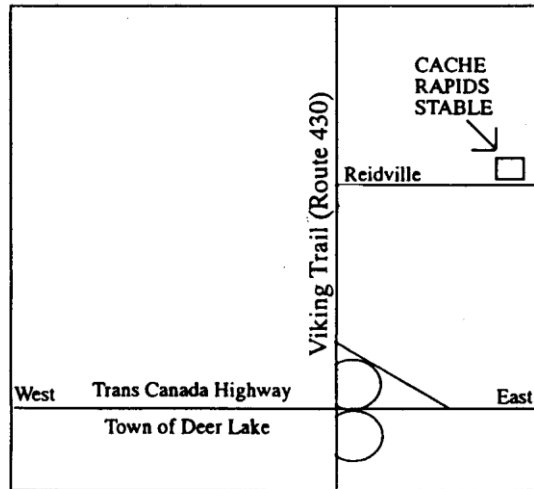 CACHE
RAPIDS
STABLE
Reidville
Viking Trail (Route 430)
West
Trans Canada Highway
East
Town of Deer Lake